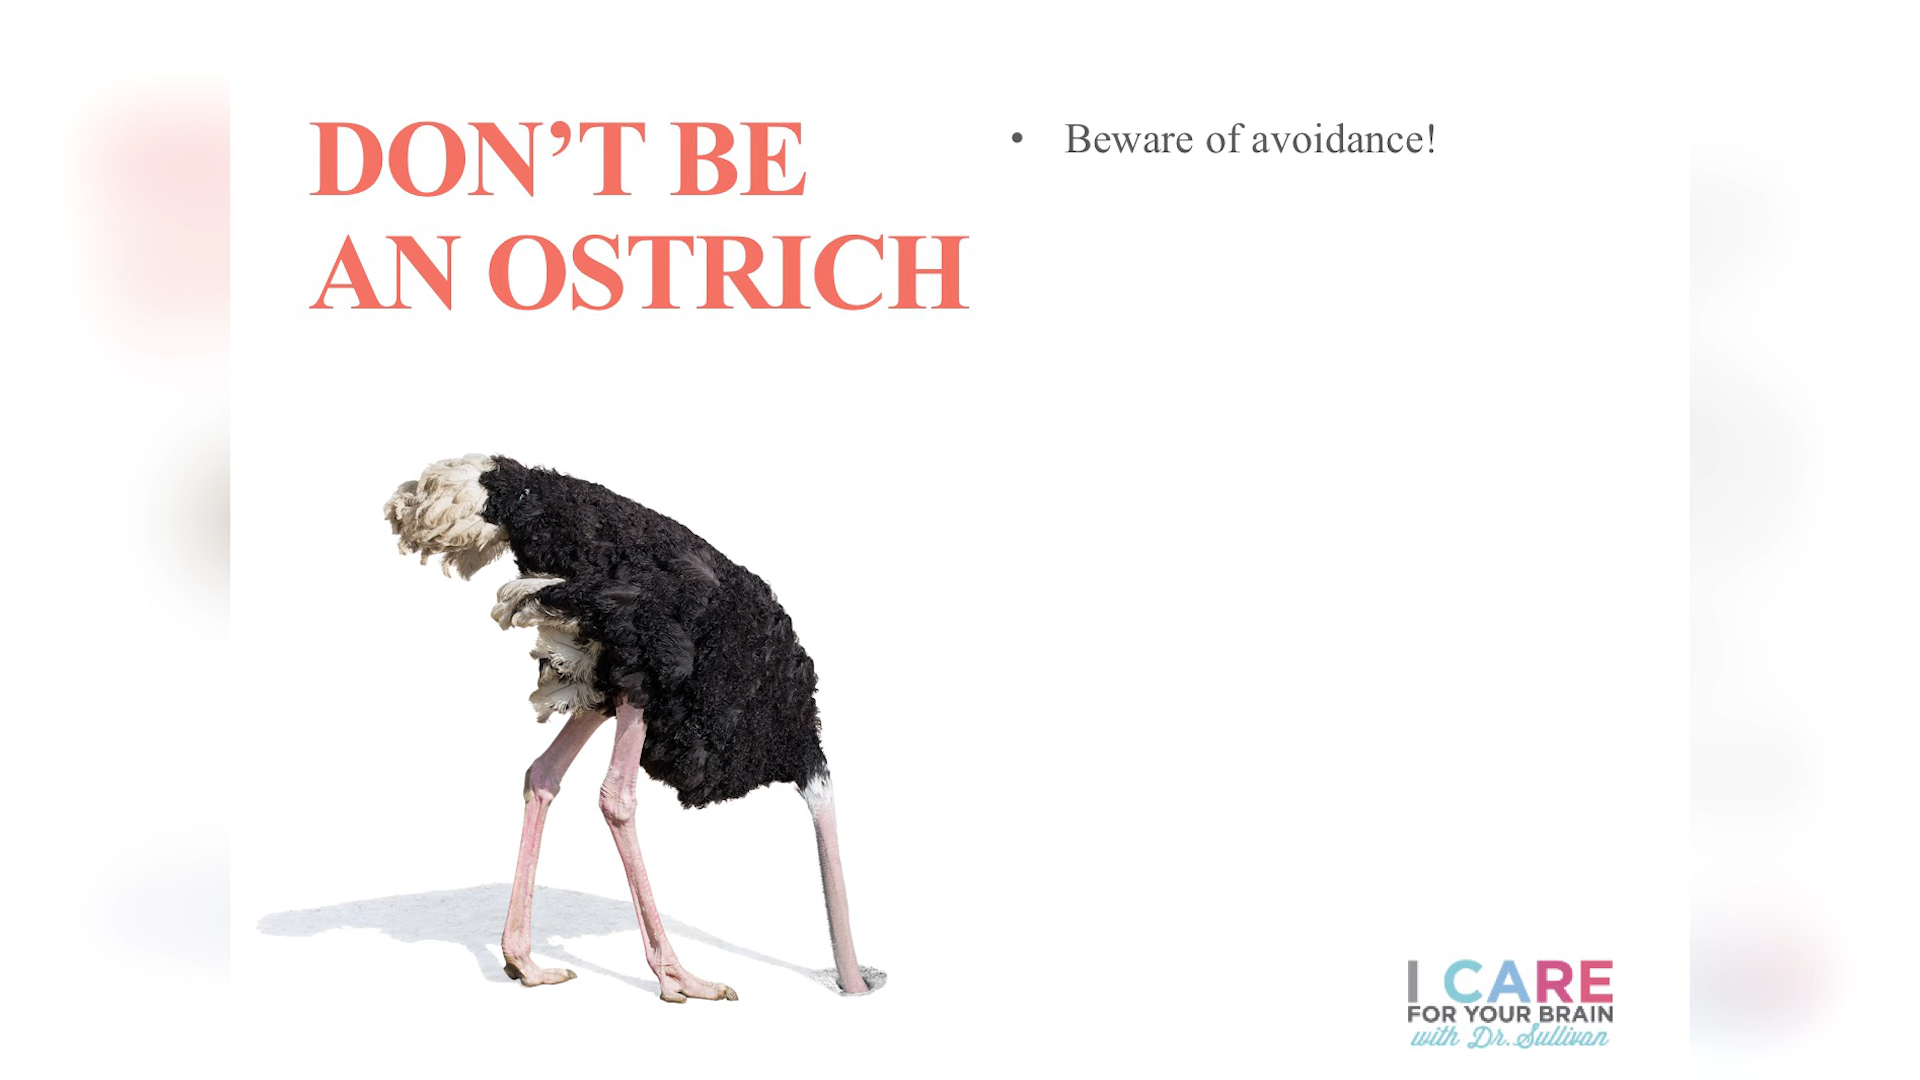 DON’T BE
AN OSTRICH
• Beware of avoidance!
I CARE
FOR YOUR BRAIN
with Dr. Sullivan